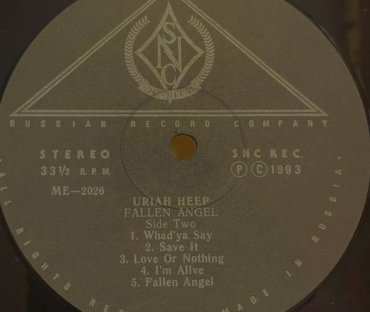 SNC
RUSSIAN RECORD COMPANY
STEREO
33⅓ R.P.M.
ME—2026
SNC REC.
Ⓟ Ⓒ 1993
URIAH HEEP
FALLEN ANGEL
Side Two
1. Whad'ya Say
2. Save It
3. Love Or Nothing
4. I'm Alive
5. Fallen Angel
ALL RIGHTS
MADE IN RUSSIA.